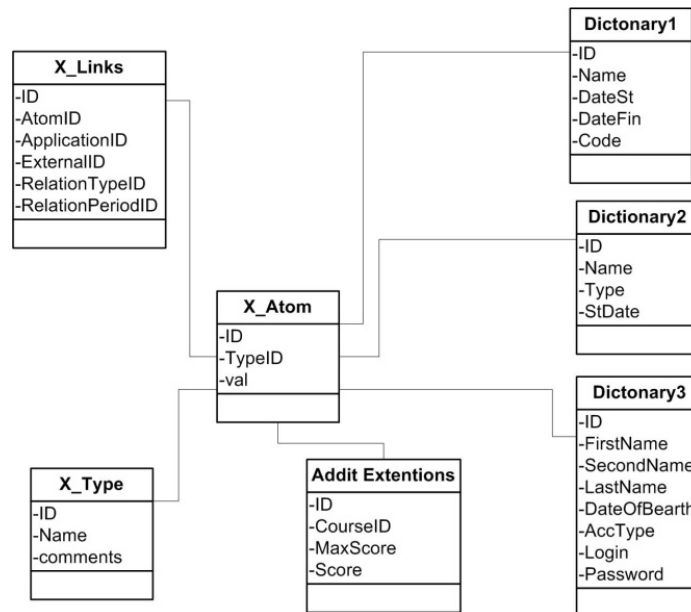 X_Links
-ID
-AtomID
-ApplicationID
-ExternalID
-RelationTypeID
-RelationPeriodID
Dictonary1
-ID
-Name
-DateSt
-DateFin
-Code
Dictionary2
-ID
-Name
-Type
-StDate
X_Atom
-ID
-TypeID
-val
Dictonary3
-ID
-FirstName
-SecondName
-LastName
-DateOfBearth
-AccType
-Login
-Password
X_Type
-ID
-Name
-comments
Addit Extentions
-ID
-CourseID
-MaxScore
-Score